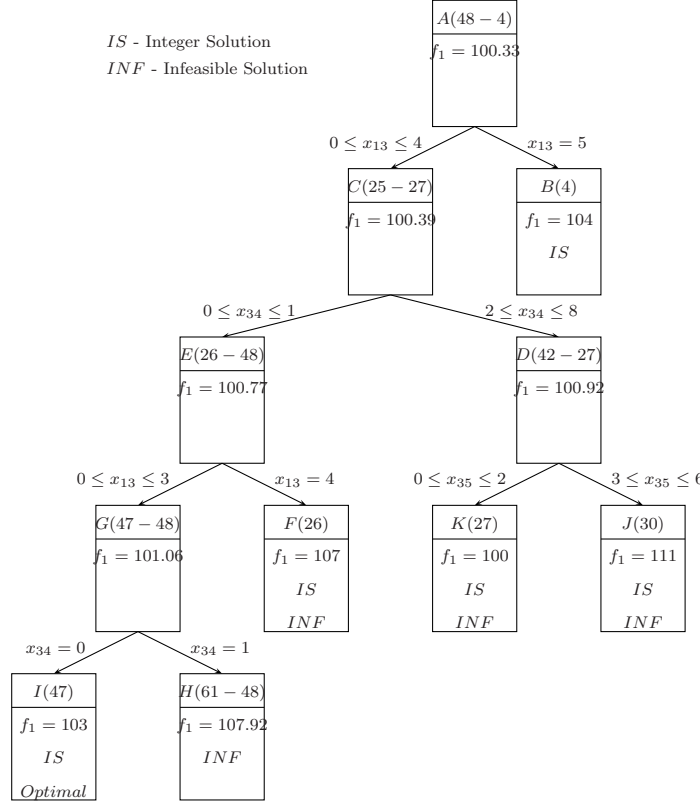 A(48 − 4)
IS - Integer Solution
f₁ = 100.33
INF - Infeasible Solution
0 ≤ x₁₃ ≤ 4
x₁₃ = 5
C(25 − 27)
B(4)
f₁ = 100.39
f₁ = 104
IS
0 ≤ x₃₄ ≤ 1
2 ≤ x₃₄ ≤ 8
E(26 − 48)
D(42 − 27)
f₁ = 100.77
f₁ = 100.92
0 ≤ x₁₃ ≤ 3
x₁₃ = 4
0 ≤ x₃₅ ≤ 2
3 ≤ x₃₅ ≤ 6
G(47 − 48)
F(26)
K(27)
J(30)
f₁ = 101.06
f₁ = 107
f₁ = 100
f₁ = 111
IS
IS
IS
INF
INF
INF
x₃₄ = 0
x₃₄ = 1
I(47)
H(61 − 48)
f₁ = 103
f₁ = 107.92
IS
INF
Optimal